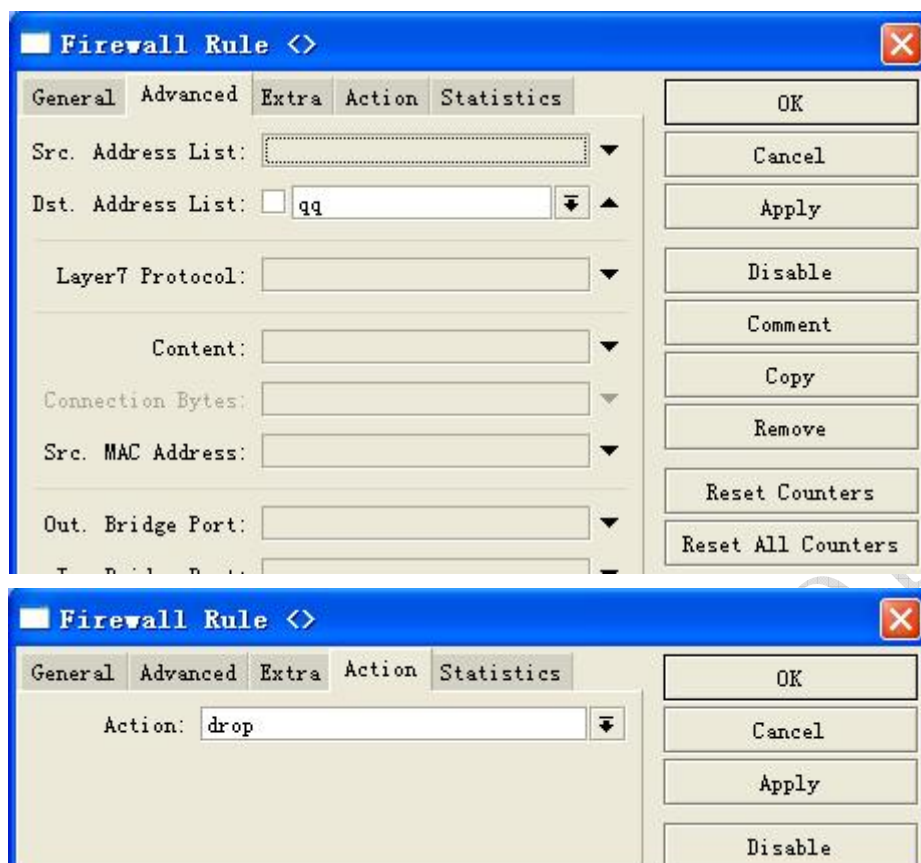 Firewall Rule <>
General Advanced Extra Action Statistics
OK
Src. Address List:
Cancel
Dst. Address List: qq
Apply
Layer7 Protocol:
Disable
Comment
Content:
Copy
Connection Bytes:
Remove
Src. MAC Address:
Reset Counters
Out. Bridge Port:
Reset All Counters
Firewall Rule <>
General Advanced Extra Action Statistics
OK
Action: drop
Cancel
Apply
Disable